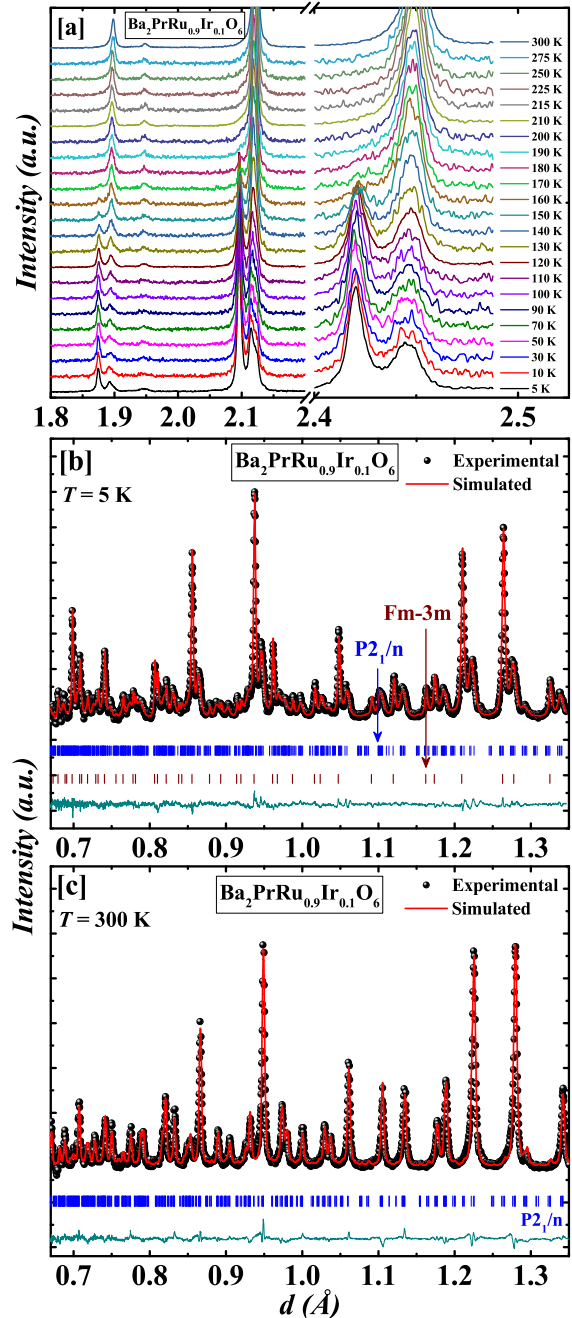 [a]
Ba2PrRu0.9Ir0.1O6
300 K
275 K
250 K
225 K
215 K
210 K
200 K
190 K
180 K
170 K
160 K
150 K
140 K
130 K
120 K
110 K
100 K
90 K
70 K
50 K
30 K
10 K
5 K
Intensity (a.u.)
1.8 1.9 2.0 2.1 2.4 2.5
[b]
Ba2PrRu0.9Ir0.1O6
Experimental
Simulated
T = 5 K
Fm-3m
P21/n
0.7 0.8 0.9 1.0 1.1 1.2 1.3
Intensity (a.u.)
[c]
Ba2PrRu0.9Ir0.1O6
Experimental
Simulated
T = 300 K
P21/n
0.7 0.8 0.9 1.0 1.1 1.2 1.3
d (Å)